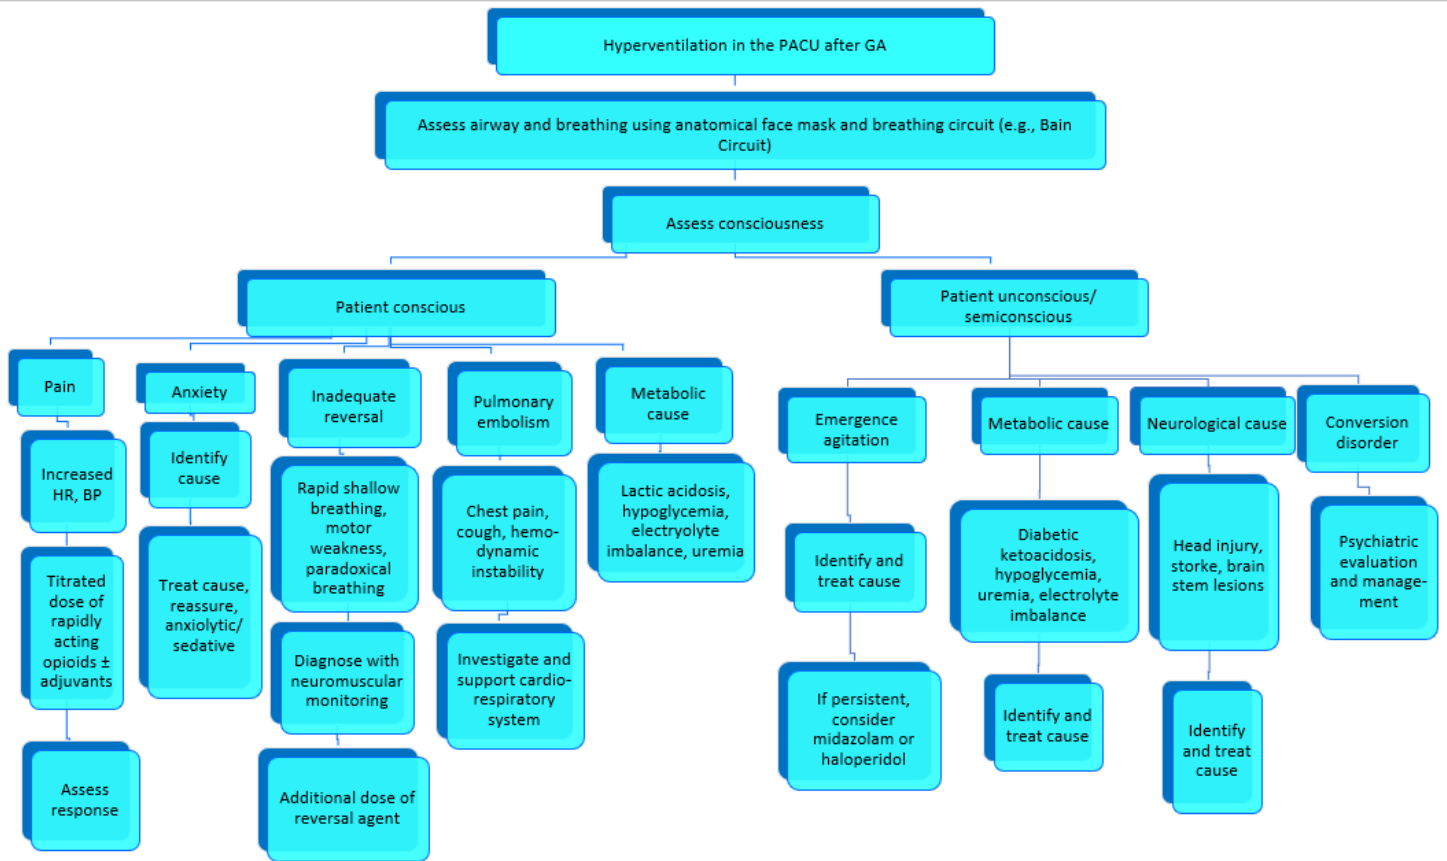 Hyperventilation in the PACU after GA
Assess airway and breathing using anatomical face mask and breathing circuit (e.g., Bain
Circuit)
Assess consciousness
Patient conscious
Patient unconscious/
semiconscious
Pain
Increased
HR, BP
Titrated
dose of
rapidly
acting
opioids ±
adjuvants
Assess
response
Anxiety
Identify
cause
Treat cause,
reassure,
anxiolytic/
sedative
Inadequate
reversal
Rapid shallow
breathing,
motor
weakness,
paradoxical
breathing
Diagnose with
neuromuscular
monitoring
Additional dose of
reversal agent
Pulmonary
embolism
Chest pain,
cough, hemo-
dynamic
instability
Investigate and
support cardio-
respiratory
system
Metabolic
cause
Lactic acidosis,
hypoglycemia,
electryolyte
imbalance, uremia
Emergence
agitation
Identify and
treat cause
If persistent,
consider
midazolam or
haloperidol
Metabolic cause
Diabetic
ketoacidosis,
hypoglycemia,
uremia, electrolyte
imbalance
Identify and
treat cause
Neurological cause
Head injury,
storke, brain
stem lesions
Identify
and treat
cause
Conversion
disorder
Psychiatric
evaluation
and manage-
ment